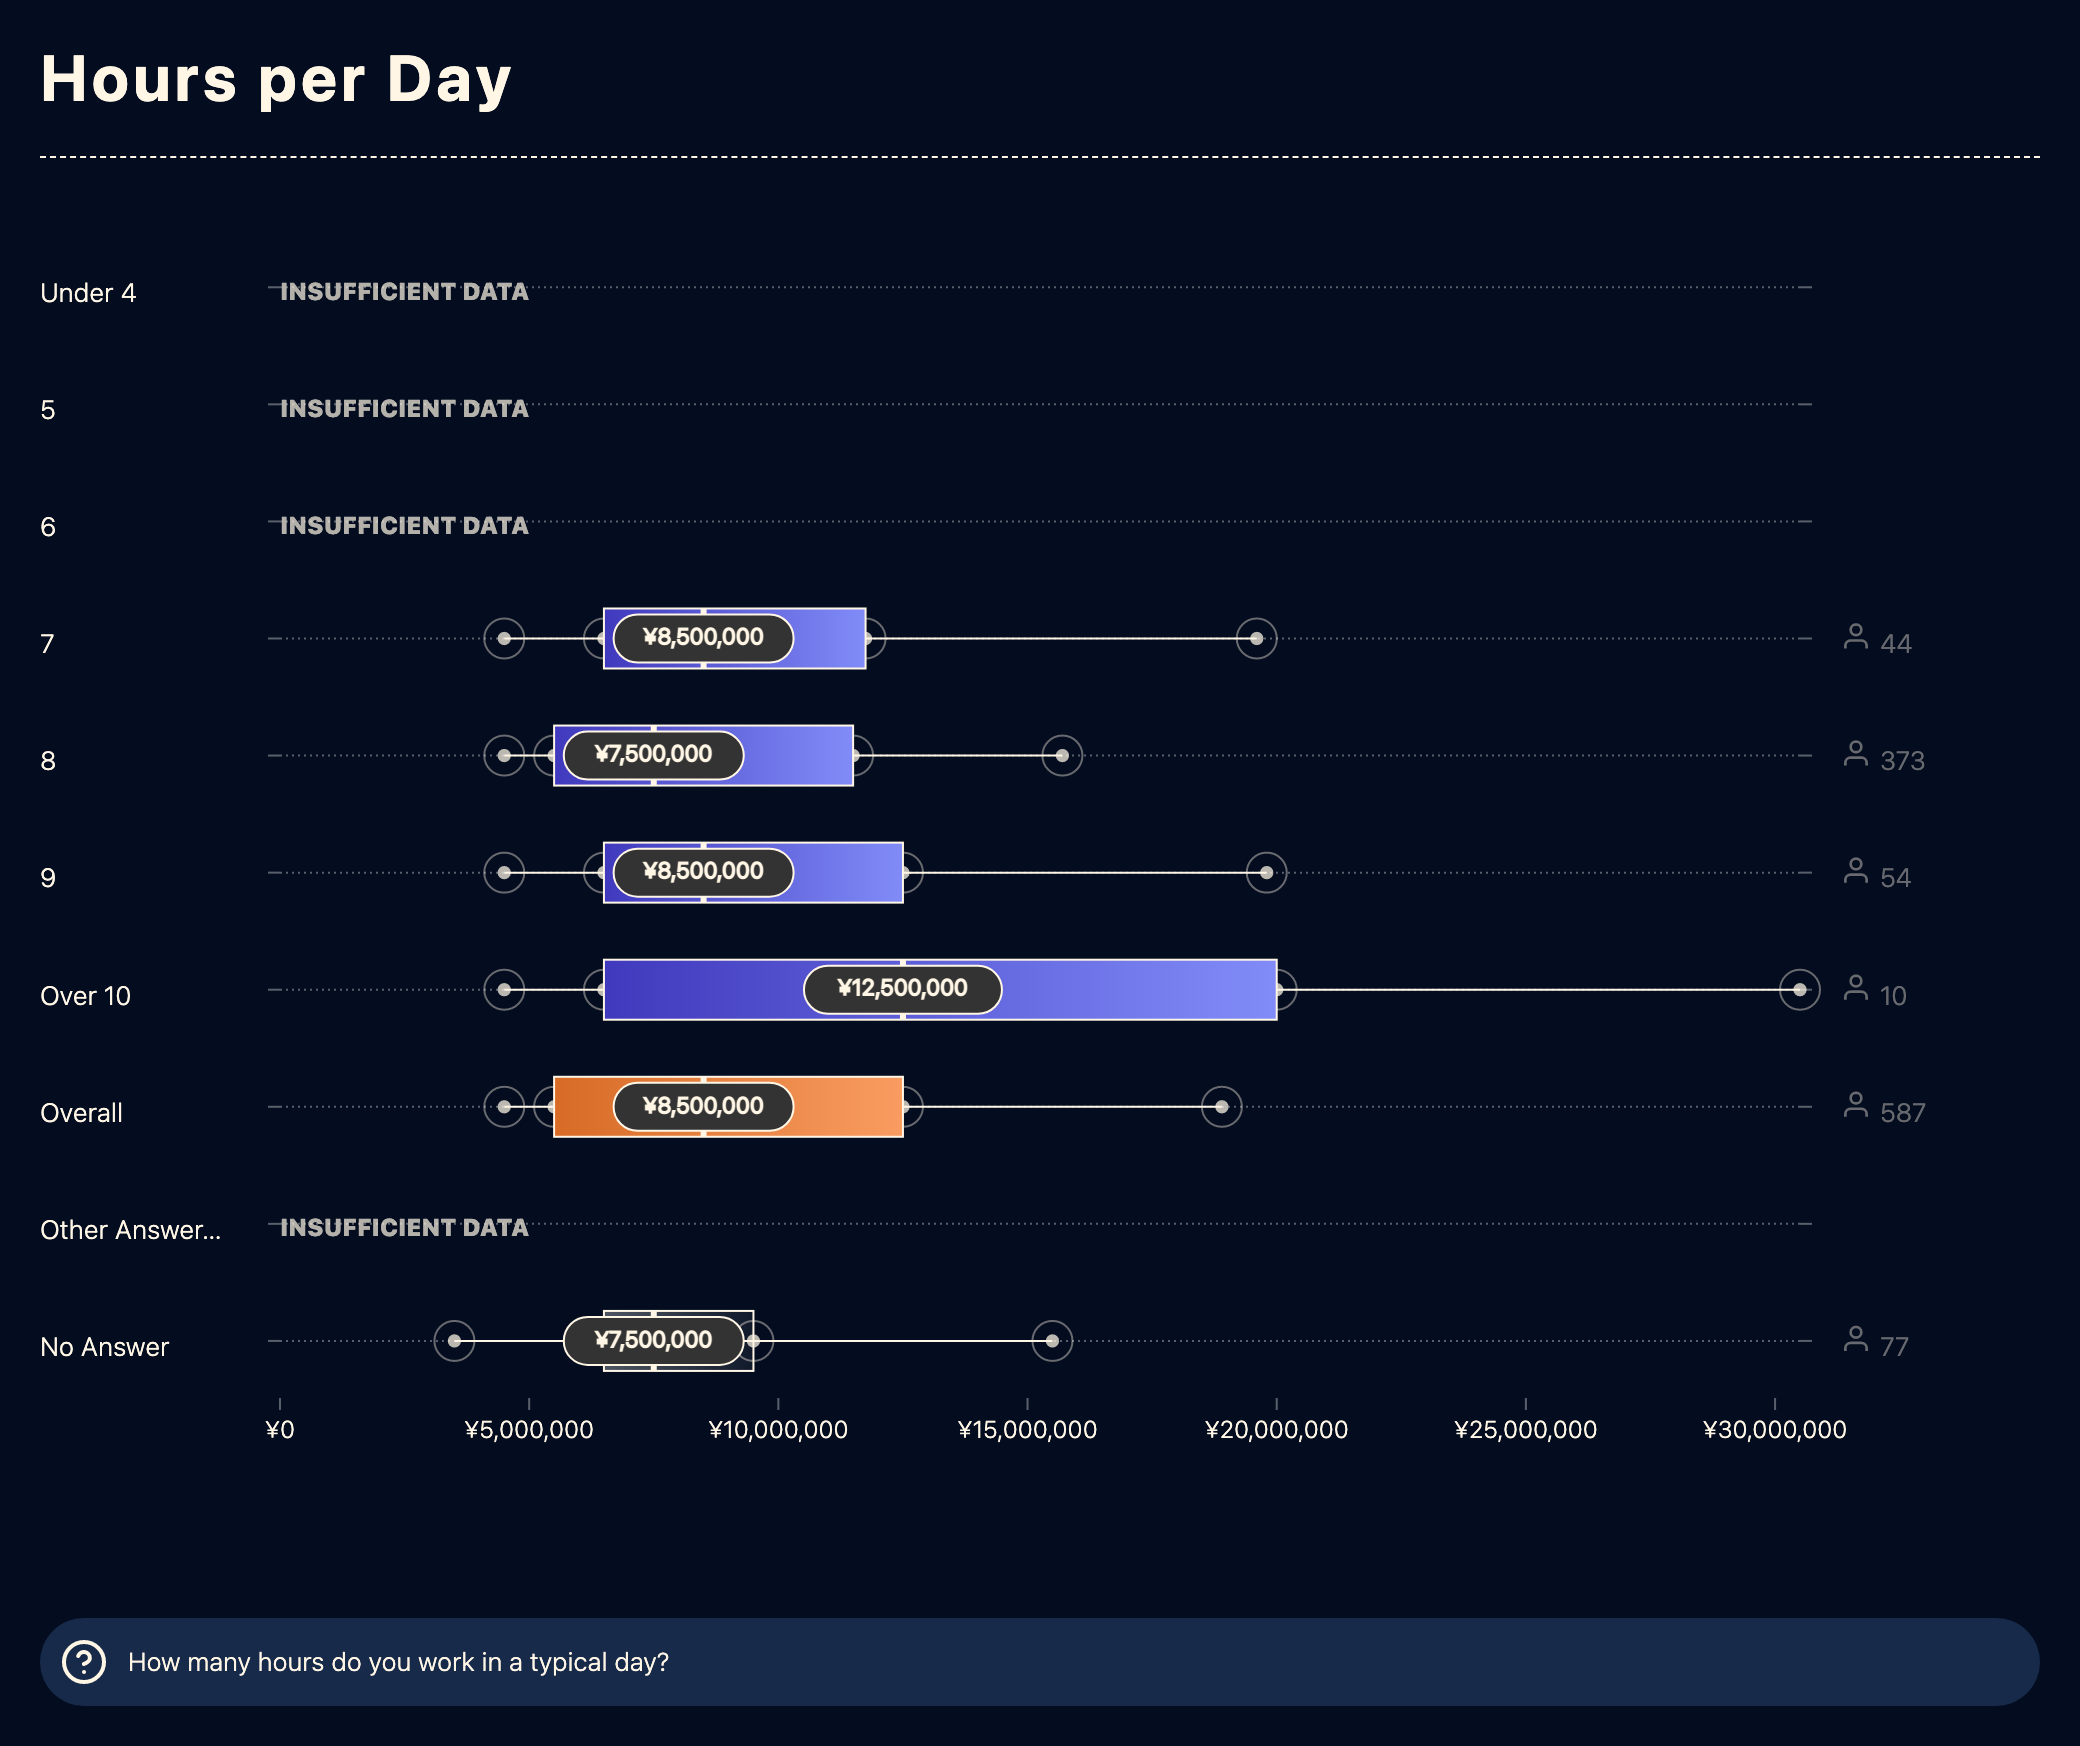 Hours per Day
Under 4 INSUFFICIENT DATA
5 INSUFFICIENT DATA
6 INSUFFICIENT DATA
7 ¥8,500,000 44
8 ¥7,500,000 373
9 ¥8,500,000 54
Over 10 ¥12,500,000 10
Overall ¥8,500,000 587
Other Answer... INSUFFICIENT DATA
No Answer ¥7,500,000 77
¥0 ¥5,000,000 ¥10,000,000 ¥15,000,000 ¥20,000,000 ¥25,000,000 ¥30,000,000
How many hours do you work in a typical day?